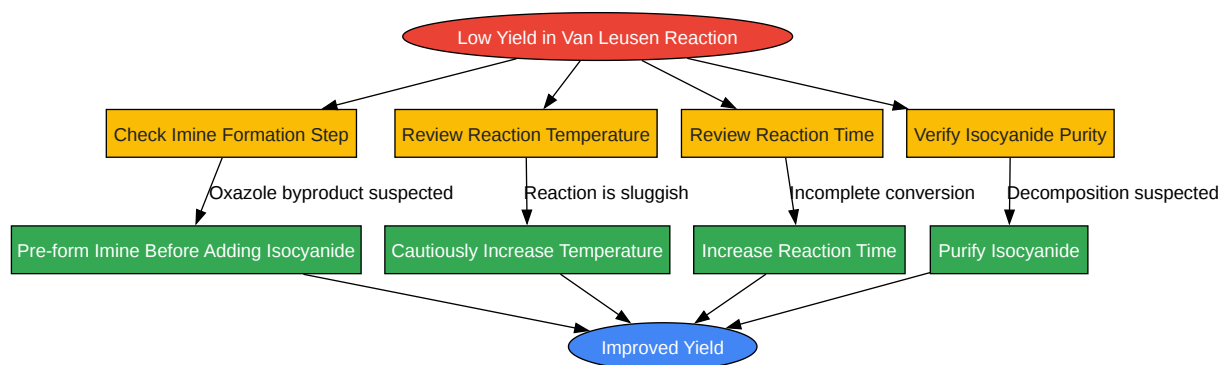 Low Yield in Van Leusen Reaction
Check Imine Formation Step
Review Reaction Temperature
Review Reaction Time
Verify Isocyanide Purity
Oxazole byproduct suspected
Reaction is sluggish
Incomplete conversion
Decomposition suspected
Pre-form Imine Before Adding Isocyanide
Cautiously Increase Temperature
Increase Reaction Time
Purify Isocyanide
Improved Yield